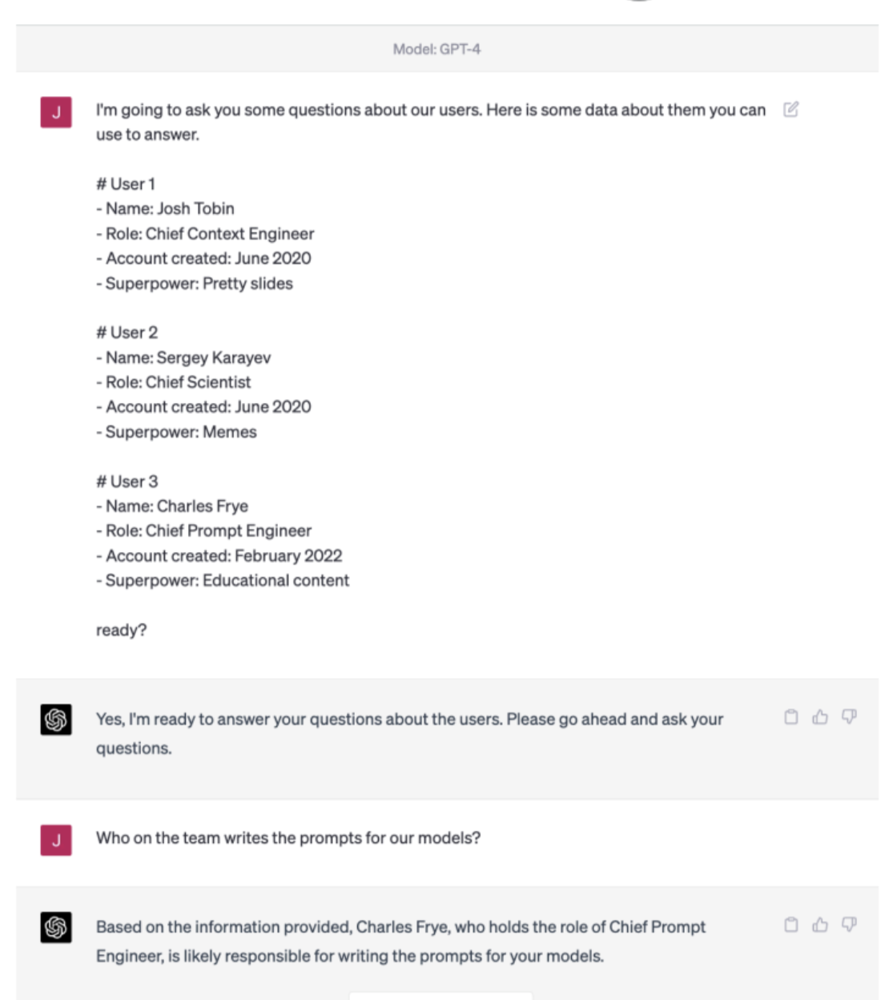 Model: GPT-4
J
I'm going to ask you some questions about our users. Here is some data about them you can
use to answer.
# User 1
- Name: Josh Tobin
- Role: Chief Context Engineer
- Account created: June 2020
- Superpower: Pretty slides
# User 2
- Name: Sergey Karayev
- Role: Chief Scientist
- Account created: June 2020
- Superpower: Memes
# User 3
- Name: Charles Frye
- Role: Chief Prompt Engineer
- Account created: February 2022
- Superpower: Educational content
ready?
Yes, I'm ready to answer your questions about the users. Please go ahead and ask your
questions.
J
Who on the team writes the prompts for our models?
Based on the information provided, Charles Frye, who holds the role of Chief Prompt
Engineer, is likely responsible for writing the prompts for your models.